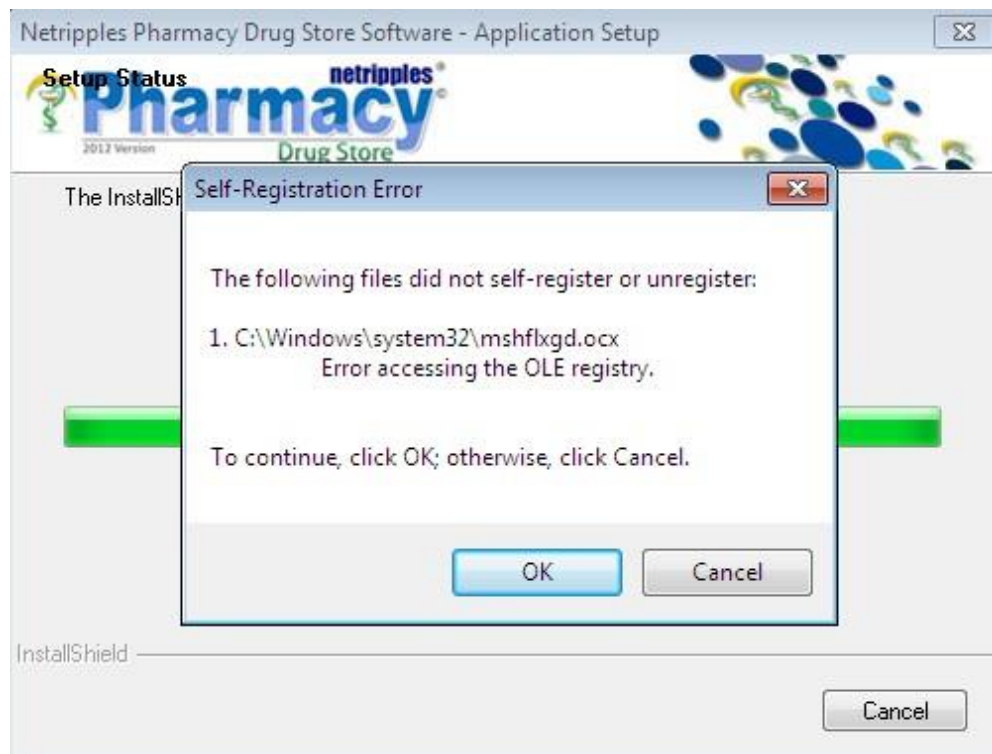 Netripples Pharmacy Drug Store Software - Application Setup
Setup Status
netripples
Pharmacy
2012 Version
Drug Store
The InstallSh
Self-Registration Error
The following files did not self-register or unregister:
1. C:\Windows\system32\mshflxgd.ocx
Error accessing the OLE registry.
To continue, click OK; otherwise, click Cancel.
OK Cancel
InstallShield
Cancel